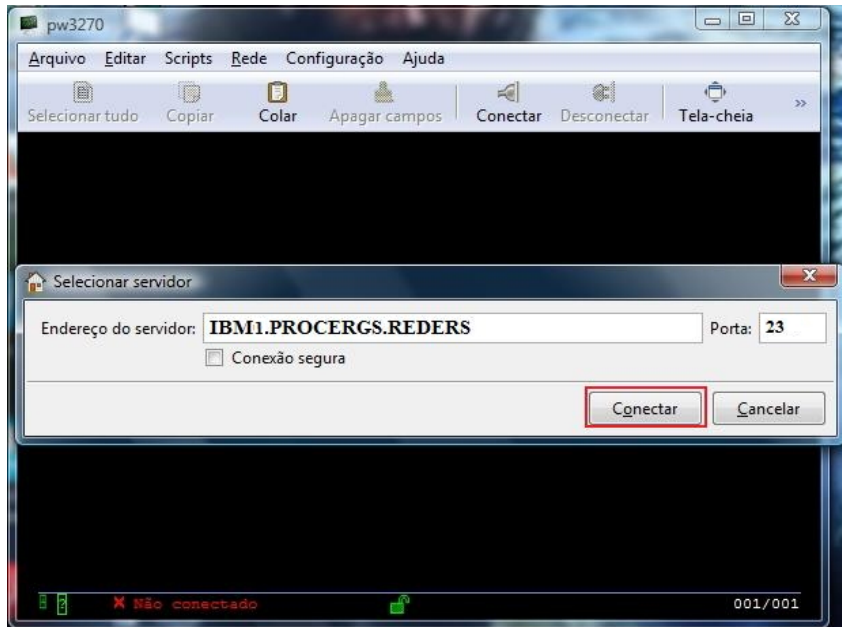 pw3270
Arquivo Editar Scripts Rede Configuração Ajuda
Selecionar tudo Copiar Colar Apagar campos Conectar Desconectar Tela-cheia »
Selecionar servidor
Endereço do servidor: IBM1.PROCERGS.REDERS Porta: 23
Conexão segura
Conectar Cancelar
? X Não conectado 001/001